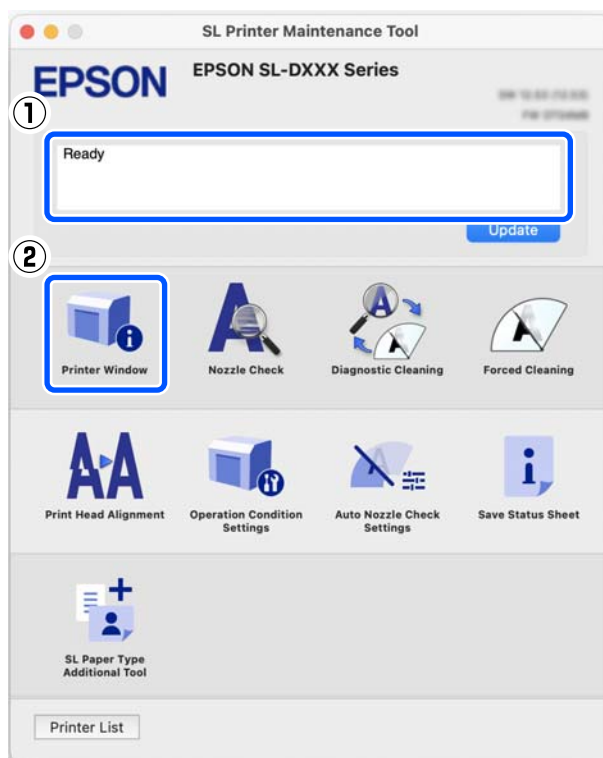 SL Printer Maintenance Tool
EPSON
EPSON SL-DXXX Series
①
Ready
Update
②
Printer Window
Nozzle Check
Diagnostic Cleaning
Forced Cleaning
Print Head Alignment
Operation Condition
Settings
Auto Nozzle Check
Settings
Save Status Sheet
SL Paper Type
Additional Tool
Printer List